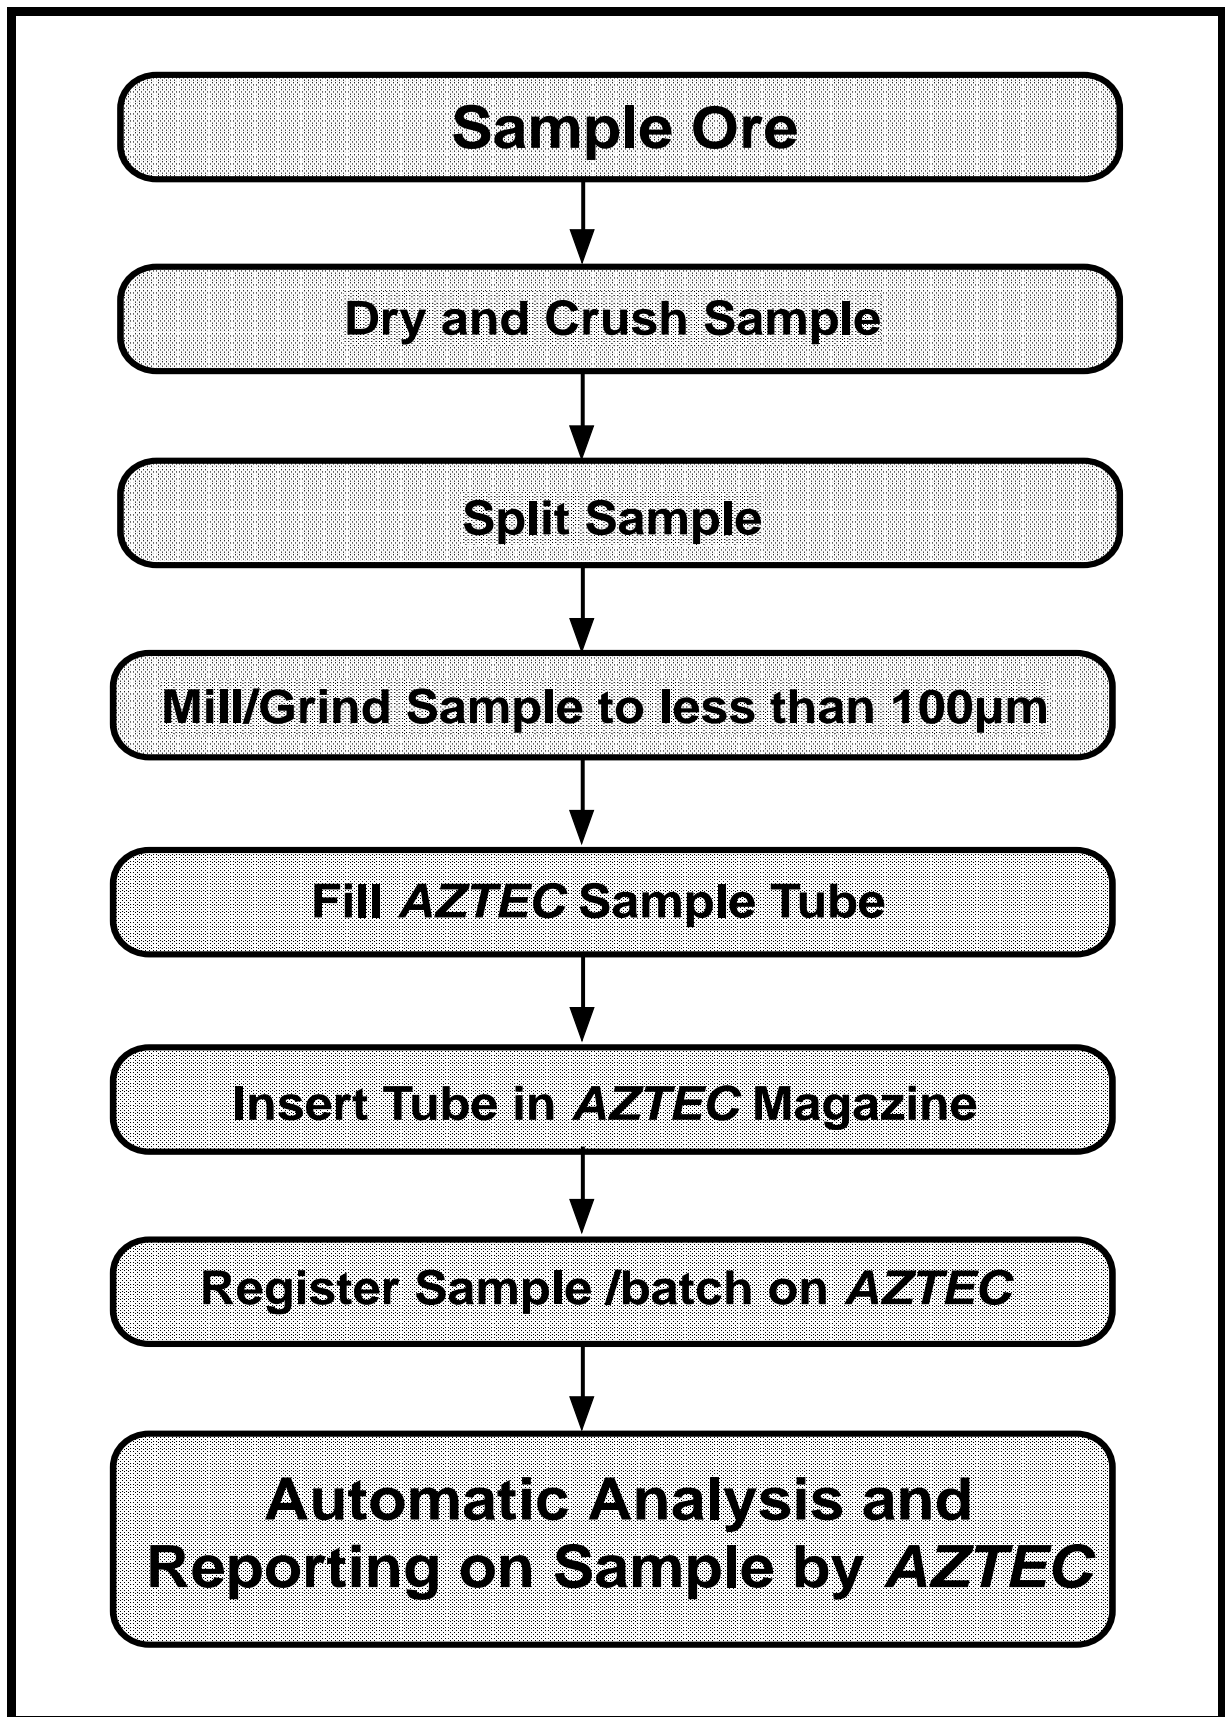 Sample Ore
Dry and Crush Sample
Split Sample
Mill/Grind Sample to less than 100µm
Fill AZTEC Sample Tube
Insert Tube in AZTEC Magazine
Register Sample /batch on AZTEC
Automatic Analysis and
Reporting on Sample by AZTEC